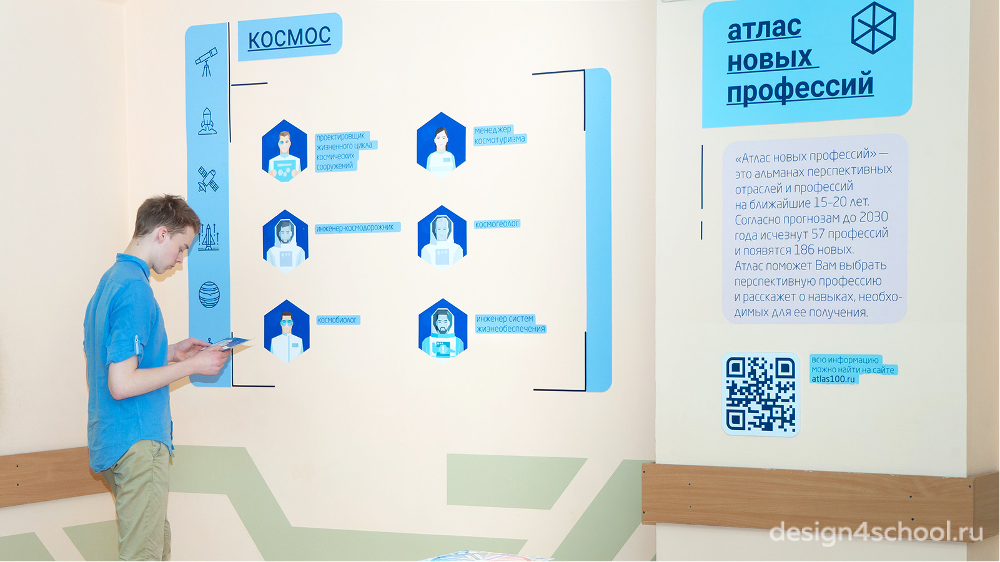 космос
проектировщик
жизненного цикла
космических
сооружений
менеджер
космотуризма
инженер-космодорожник
космогеолог
космобиолог
инженер систем
жизнеобеспечения
атлас
новых
профессий
«Атлас новых профессий» —
это альманах перспективных
отраслей и профессий
на ближайшие 15–20 лет.
Согласно прогнозам до 2030
года исчезнут 57 профессий
и появятся 186 новых.
Атлас поможет Вам выбрать
перспективную профессию
и расскажет о навыках, необхо-
димых для ее получения.
всю информацию
можно найти на сайте
atlas100.ru
design4school.ru